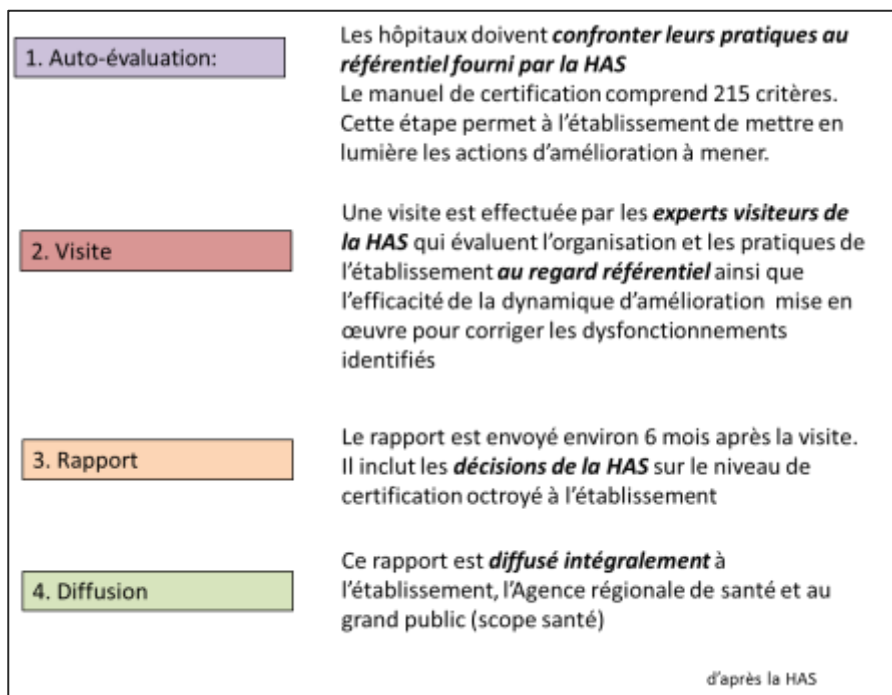 1. Auto-évaluation:
Les hôpitaux doivent confronter leurs pratiques au
référentiel fourni par la HAS
Le manuel de certification comprend 215 critères.
Cette étape permet à l'établissement de mettre en
lumière les actions d'amélioration à mener.
2. Visite
Une visite est effectuée par les experts visiteurs de
la HAS qui évaluent l'organisation et les pratiques de
l'établissement au regard référentiel ainsi que
l'efficacité de la dynamique d'amélioration mise en
œuvre pour corriger les dysfonctionnements
identifiés
3. Rapport
Le rapport est envoyé environ 6 mois après la visite.
Il inclut les décisions de la HAS sur le niveau de
certification octroyé à l'établissement
4. Diffusion
Ce rapport est diffusé intégralement à
l'établissement, l'Agence régionale de santé et au
grand public (scope santé)
d'après la HAS